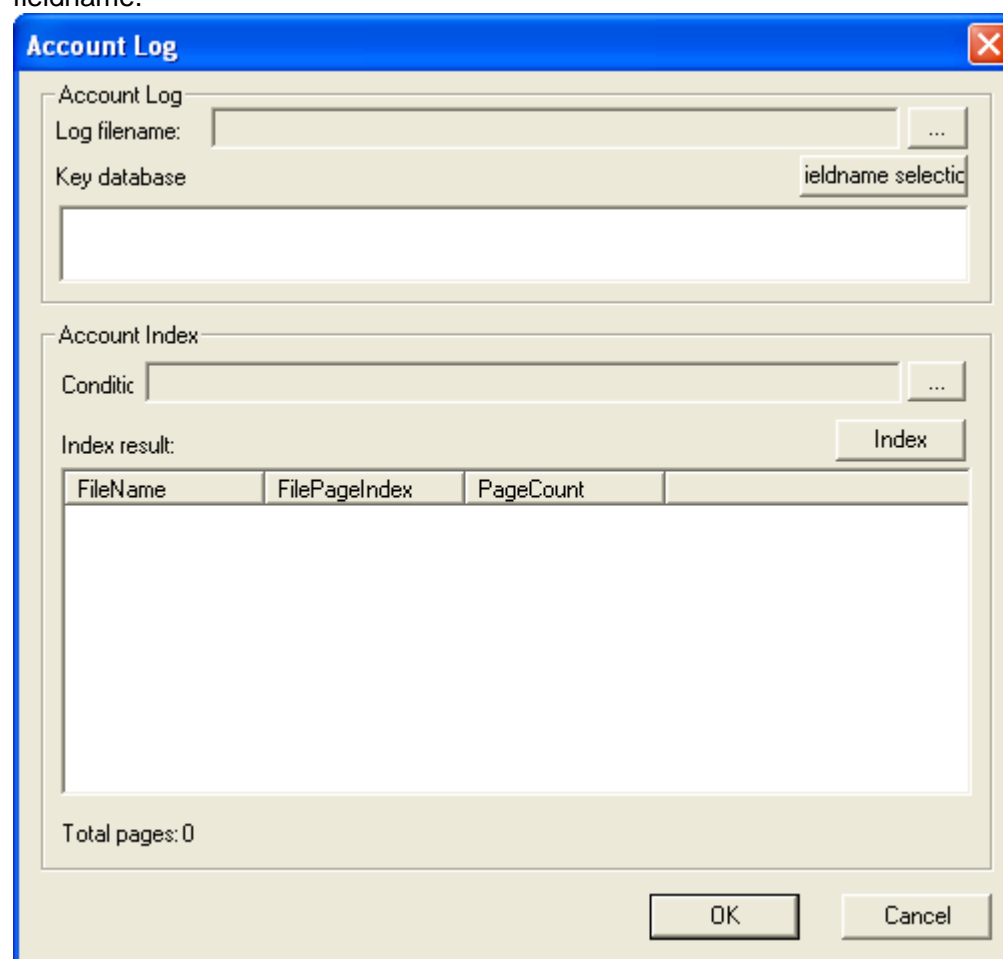 fieldname.
Account Log
Account Log
Log filename: ...
Key database ieldname selectic
Account Index
Conditic ...
Index result: Index
FileName FilePageIndex PageCount
Total pages: 0
OK Cancel